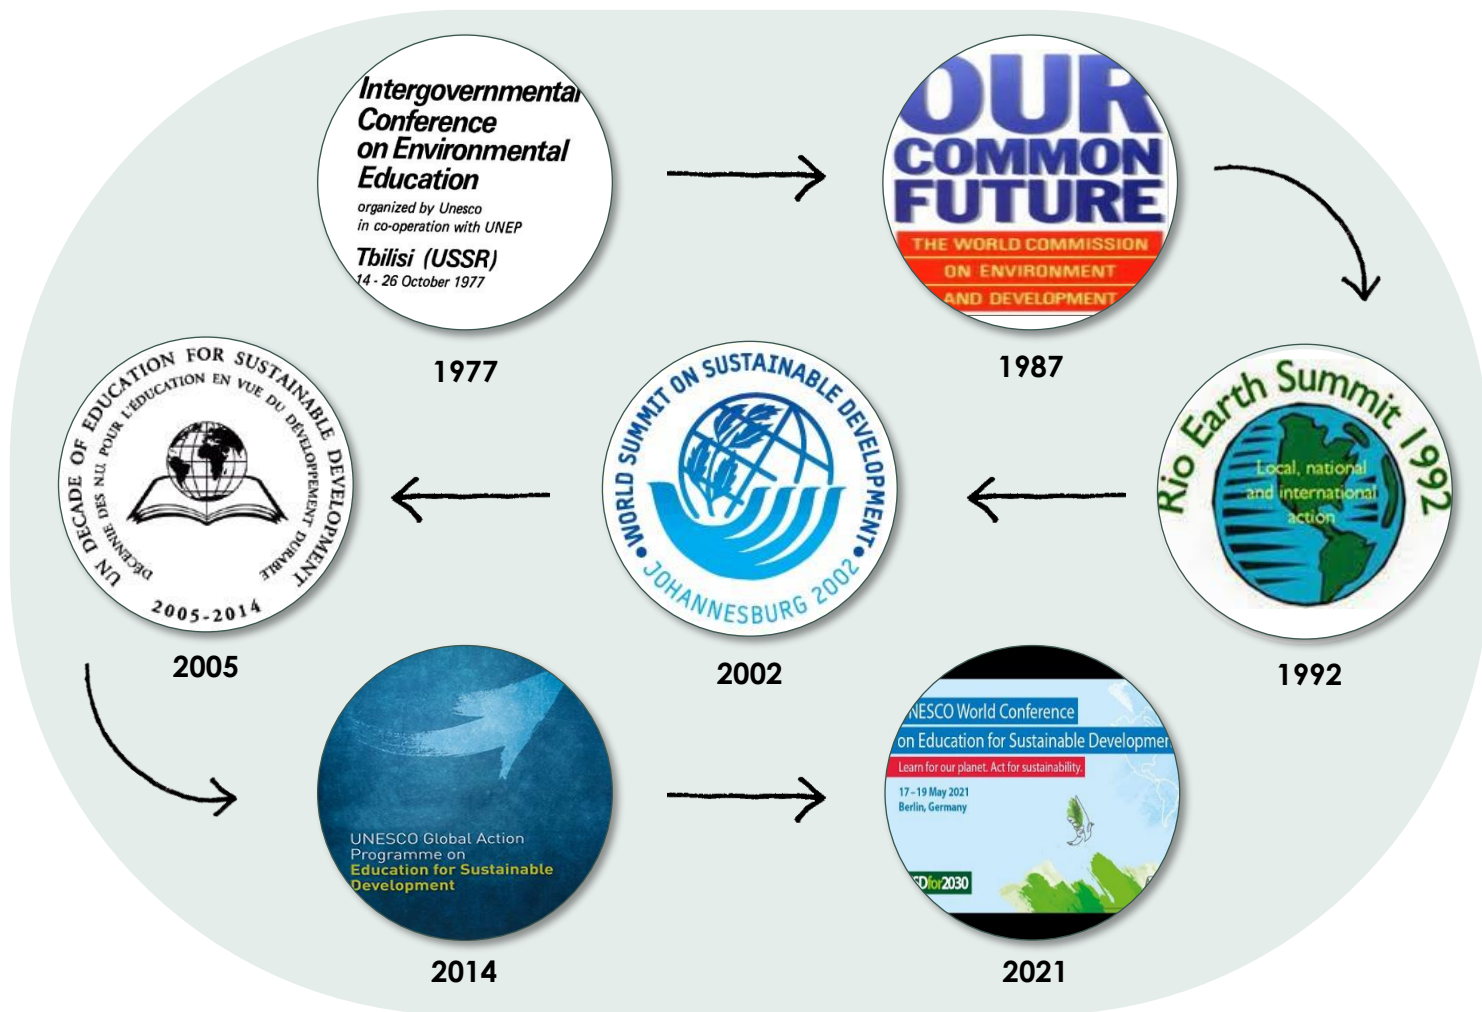 Intergovernmental
Conference
on Environmental
Education
organized by Unesco
in co-operation with UNEP
Tbilisi (USSR)
14 - 26 October 1977
1977
OUR
COMMON
FUTURE
THE WORLD COMMISSION
ON ENVIRONMENT
AND DEVELOPMENT
1987
Rio Earth Summit 1992
Local, national
and international
action
1992
• WORLD SUMMIT ON SUSTAINABLE DEVELOPMENT •
JOHANNESBURG 2002
2002
UN DECADE OF EDUCATION FOR SUSTAINABLE DEVELOPMENT
DÉCENNIE DES N.U. POUR L'ÉDUCATION EN VUE DU DÉVELOPPEMENT DURABLE
2005-2014
2005
UNESCO Global Action
Programme on
Education for Sustainable
Development
2014
NESCO World Conference
on Education for Sustainable Developmen
Learn for our planet. Act for sustainability.
17 – 19 May 2021
Berlin, Germany
SDfor2030
2021